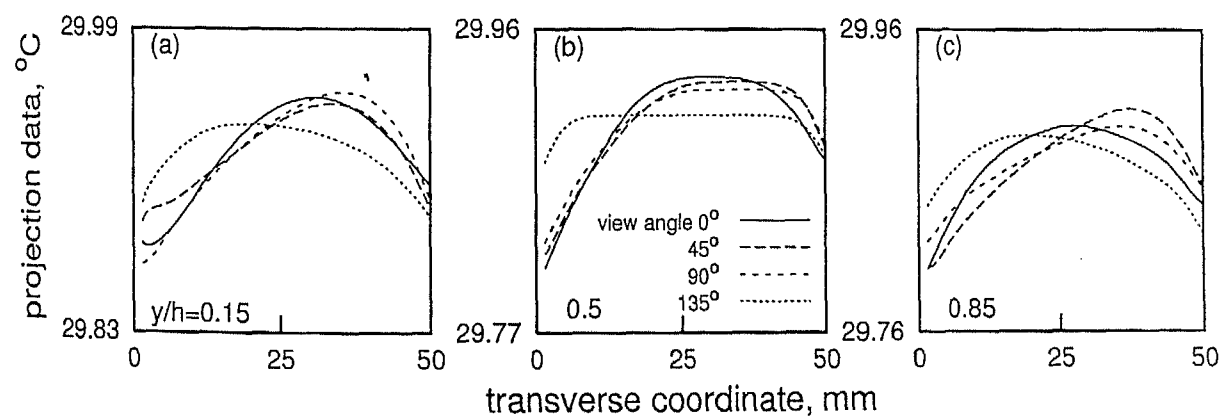 projection data, °C
29.99
29.83
(a)
y/h=0.15
0
25
50
29.96
29.77
(b)
view angle 0°
45°
90°
135°
0.5
0
25
50
29.96
29.76
(c)
0.85
0
25
50
transverse coordinate, mm